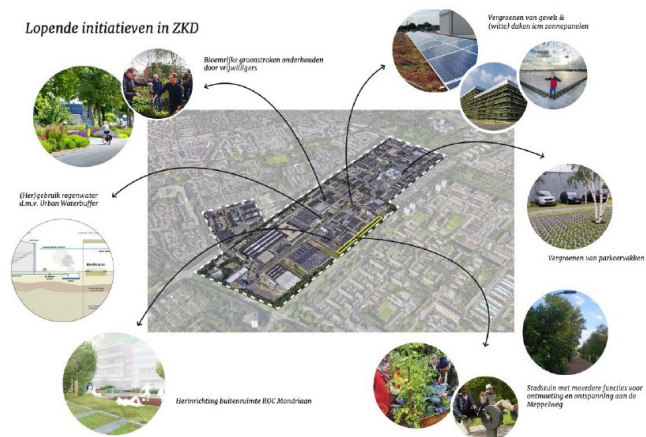 Lopende initiatieven in ZKD
Vergroenen van gevels &
(witte) daken icm zonnepanelen
Bloemrijke groenstroken onderhouden
door vrijwilligers
(Her)gebruik regenwater
d.m.v. Urban Waterbuffer
Vergroenen van parkeervakken
Herinrichting buitenruimte ROC Mondriaan
Stadstuin met meerdere functies voor
ontmoeting en ontspanning aan de
Meppelweg